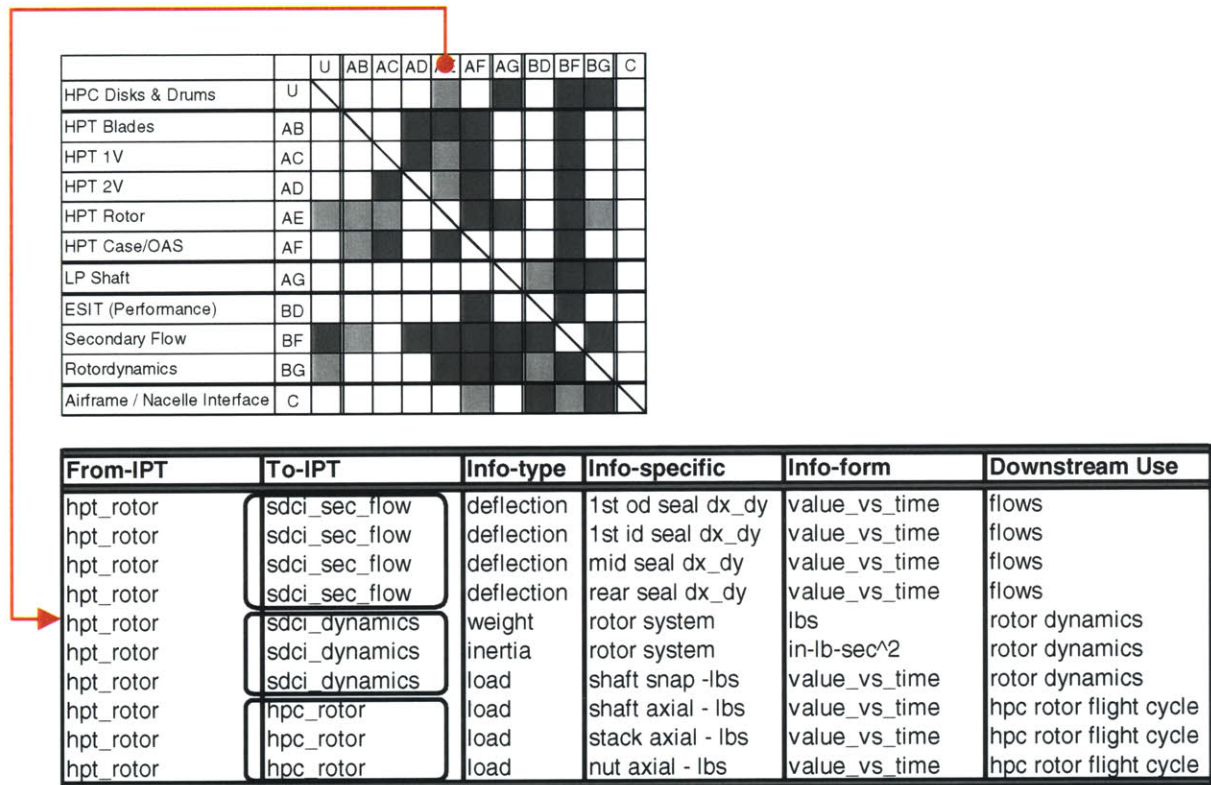 U AB AC AD AF AG BD BF BG C
HPC Disks & Drums U
HPT Blades AB
HPT 1V AC
HPT 2V AD
HPT Rotor AE
HPT Case/OAS AF
LP Shaft AG
ESIT (Performance) BD
Secondary Flow BF
Rotordynamics BG
Airframe / Nacelle Interface C
From-IPT To-IPT Info-type Info-specific Info-form Downstream Use
hpt_rotor sdci_sec_flow deflection 1st od seal dx_dy value_vs_time flows
hpt_rotor sdci_sec_flow deflection 1st id seal dx_dy value_vs_time flows
hpt_rotor sdci_sec_flow deflection mid seal dx_dy value_vs_time flows
hpt_rotor sdci_sec_flow deflection rear seal dx_dy value_vs_time flows
hpt_rotor sdci_dynamics weight rotor system lbs rotor dynamics
hpt_rotor sdci_dynamics inertia rotor system in-lb-sec^2 rotor dynamics
hpt_rotor sdci_dynamics load shaft snap -lbs value_vs_time rotor dynamics
hpt_rotor hpc_rotor load shaft axial - lbs value_vs_time hpc rotor flight cycle
hpt_rotor hpc_rotor load stack axial - lbs value_vs_time hpc rotor flight cycle
hpt_rotor hpc_rotor load nut axial - lbs value_vs_time hpc rotor flight cycle